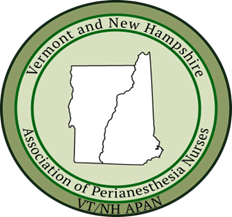 Vermont and New Hampshire
Association of Perianesthesia Nurses
VT/NH APAN